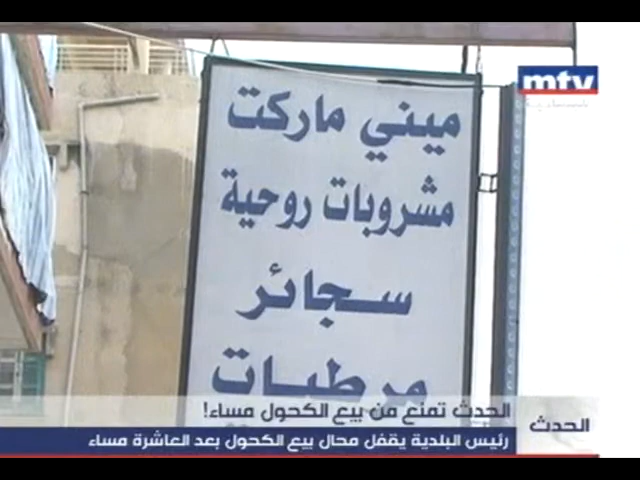 mtv
ميني ماركت
مشروبات روحية
سجائر
مرطبات
الحدث تمنع من بيع الكحول مساء!
الحدث
رئيس البلدية يقفل محال بيع الكحول بعد العاشرة مساء